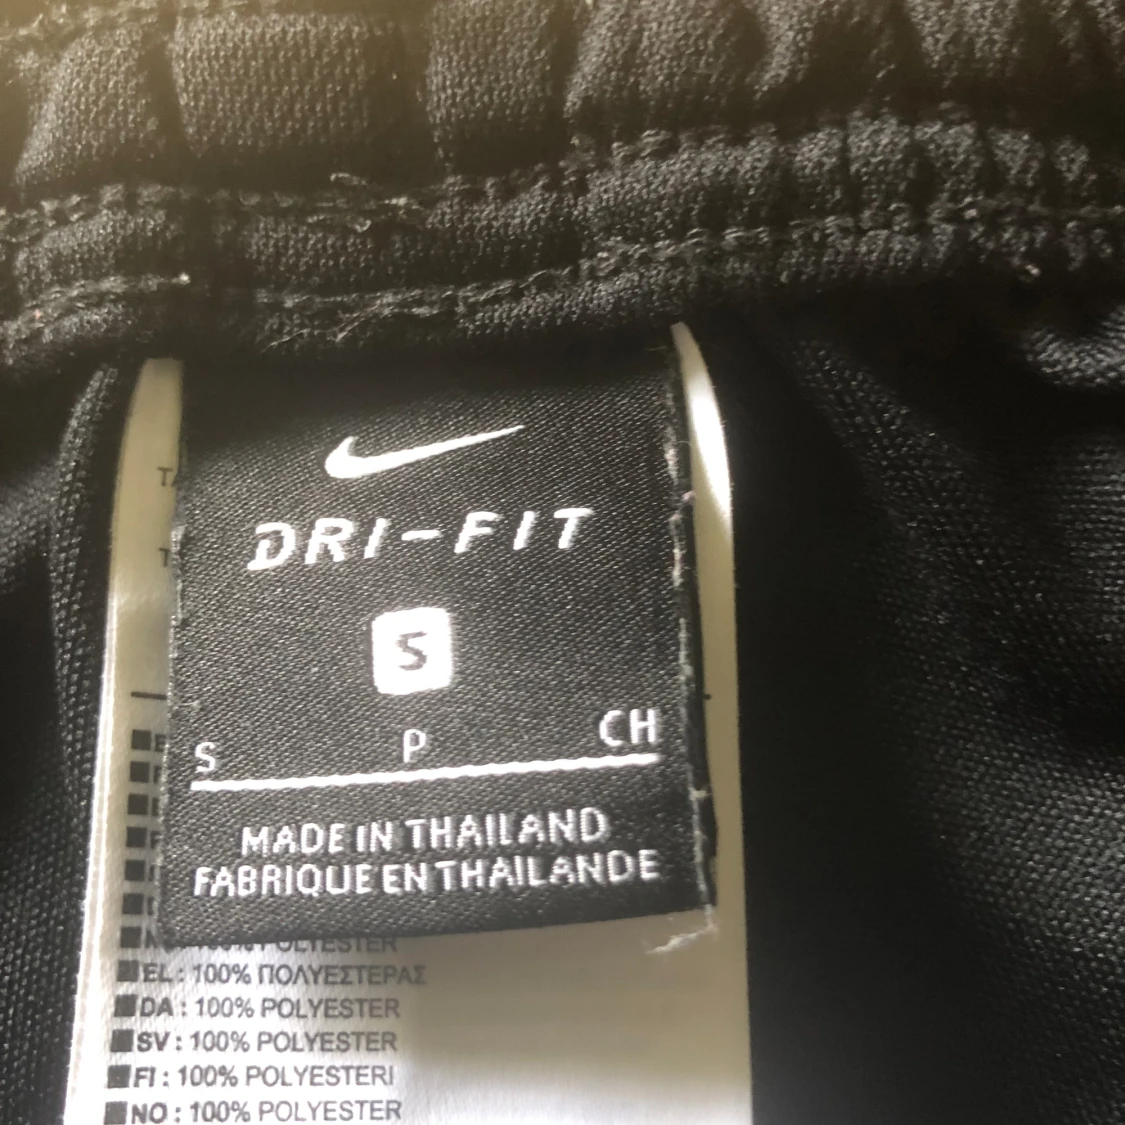 DRI-FIT
S
S P CH
MADE IN THAILAND
FABRIQUE EN THAILANDE
POLYESTER
EL : 100% ΠΟΛΥΕΣΤΕΡΑΣ
DA : 100% POLYESTER
SV : 100% POLYESTER
FI : 100% POLYESTERI
NO : 100% POLYESTER